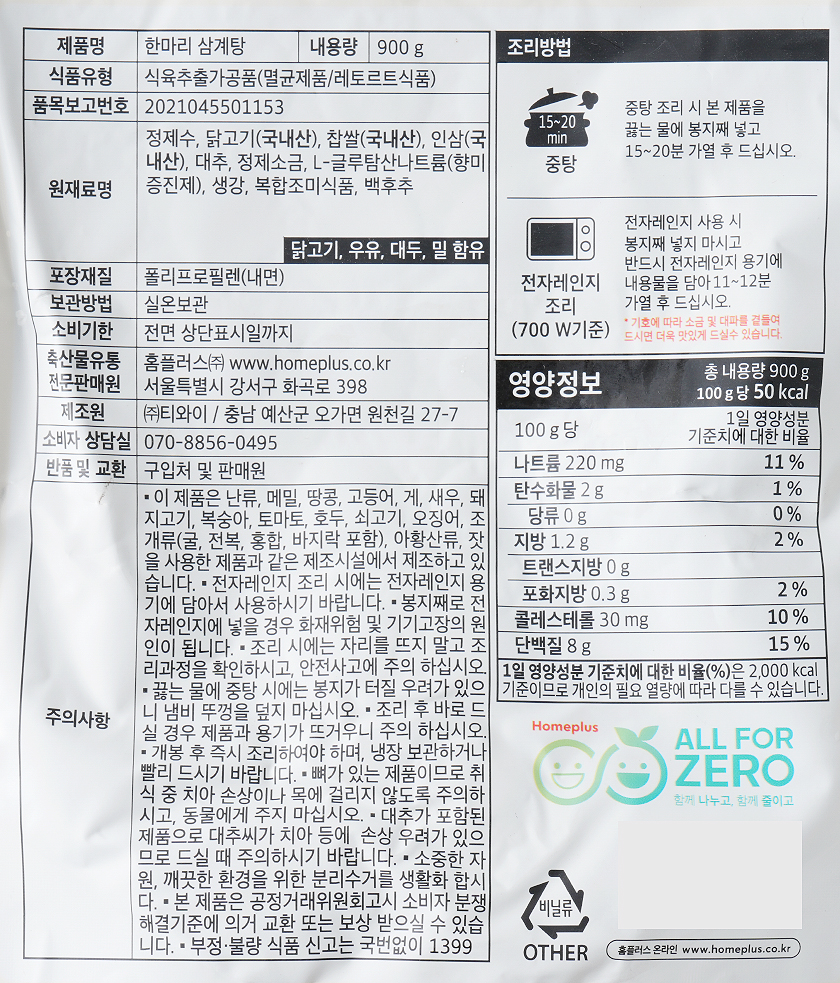 제품명 한마리 삼계탕 내용량 900 g
식품유형 식육추출가공품(멸균제품/레토르트식품)
품목보고번호 2021045501153
원재료명
정제수, 닭고기(국내산), 찹쌀(국내산), 인삼(국
내산), 대추, 정제소금, L-글루탐산나트륨(향미
증진제), 생강, 복합조미식품, 백후추
닭고기, 우유, 대두, 밀 함유
포장재질 폴리프로필렌(내면)
보관방법 실온보관
소비기한 전면 상단표시일까지
축산물유통 홈플러스㈜ www.homeplus.co.kr
전문판매원 서울특별시 강서구 화곡로 398
제조원 ㈜티와이 / 충남 예산군 오가면 원천길 27-7
소비자 상담실 070-8856-0495
반품 및 교환 구입처 및 판매원
주의사항
▪ 이 제품은 난류, 메밀, 땅콩, 고등어, 게, 새우, 돼
지고기, 복숭아, 토마토, 호두, 쇠고기, 오징어, 조
개류(굴, 전복, 홍합, 바지락 포함), 아황산류, 잣
을 사용한 제품과 같은 제조시설에서 제조하고 있
습니다. ▪ 전자레인지 조리 시에는 전자레인지 용
기에 담아서 사용하시기 바랍니다. ▪ 봉지째로 전
자레인지에 넣을 경우 화재위험 및 기기고장의 원
인이 됩니다. ▪ 조리 시에는 자리를 뜨지 말고 조
리과정을 확인하시고, 안전사고에 주의 하십시오.
▪ 끓는 물에 중탕 시에는 봉지가 터질 우려가 있으
니 냄비 뚜껑을 덮지 마십시오. ▪ 조리 후 바로 드
실 경우 제품과 용기가 뜨거우니 주의 하십시오.
▪ 개봉 후 즉시 조리하여야 하며, 냉장 보관하거나
빨리 드시기 바랍니다. ▪ 뼈가 있는 제품이므로 취
식 중 치아 손상이나 목에 걸리지 않도록 주의하
시고, 동물에게 주지 마십시오. ▪ 대추가 포함된
제품으로 대추씨가 치아 등에 손상 우려가 있으
므로 드실 때 주의하시기 바랍니다. ▪ 소중한 자
원, 깨끗한 환경을 위한 분리수거를 생활화 합시
다. ▪ 본 제품은 공정거래위원회고시 소비자 분쟁
해결기준에 의거 교환 또는 보상 받으실 수 있습
니다. ▪ 부정·불량 식품 신고는 국번없이 1399
조리방법
15~20
min
중탕
중탕 조리 시 본 제품을
끓는 물에 봉지째 넣고
15~20분 가열 후 드십시오.
전자레인지
조리
(700 W기준)
전자레인지 사용 시
봉지째 넣지 마시고
반드시 전자레인지 용기에
내용물을 담아 11~12분
가열 후 드십시오.
* 기호에 따라 소금 및 대파를 곁들여
드시면 더욱 맛있게 드실수 있습니다.
영양정보
총 내용량 900 g
100 g당 50 kcal
100 g당
1일 영양성분
기준치에 대한 비율
나트륨 220 mg 11 %
탄수화물 2 g 1 %
당류 0 g 0 %
지방 1.2 g 2 %
트랜스지방 0 g
포화지방 0.3 g 2 %
콜레스테롤 30 mg 10 %
단백질 8 g 15 %
1일 영양성분 기준치에 대한 비율(%)은 2,000 kcal
기준이므로 개인의 필요 열량에 따라 다를 수 있습니다.
Homeplus
ALL FOR
ZERO
함께 나누고, 함께 줄이고
비닐류
OTHER
홈플러스 온라인 www.homeplus.co.kr